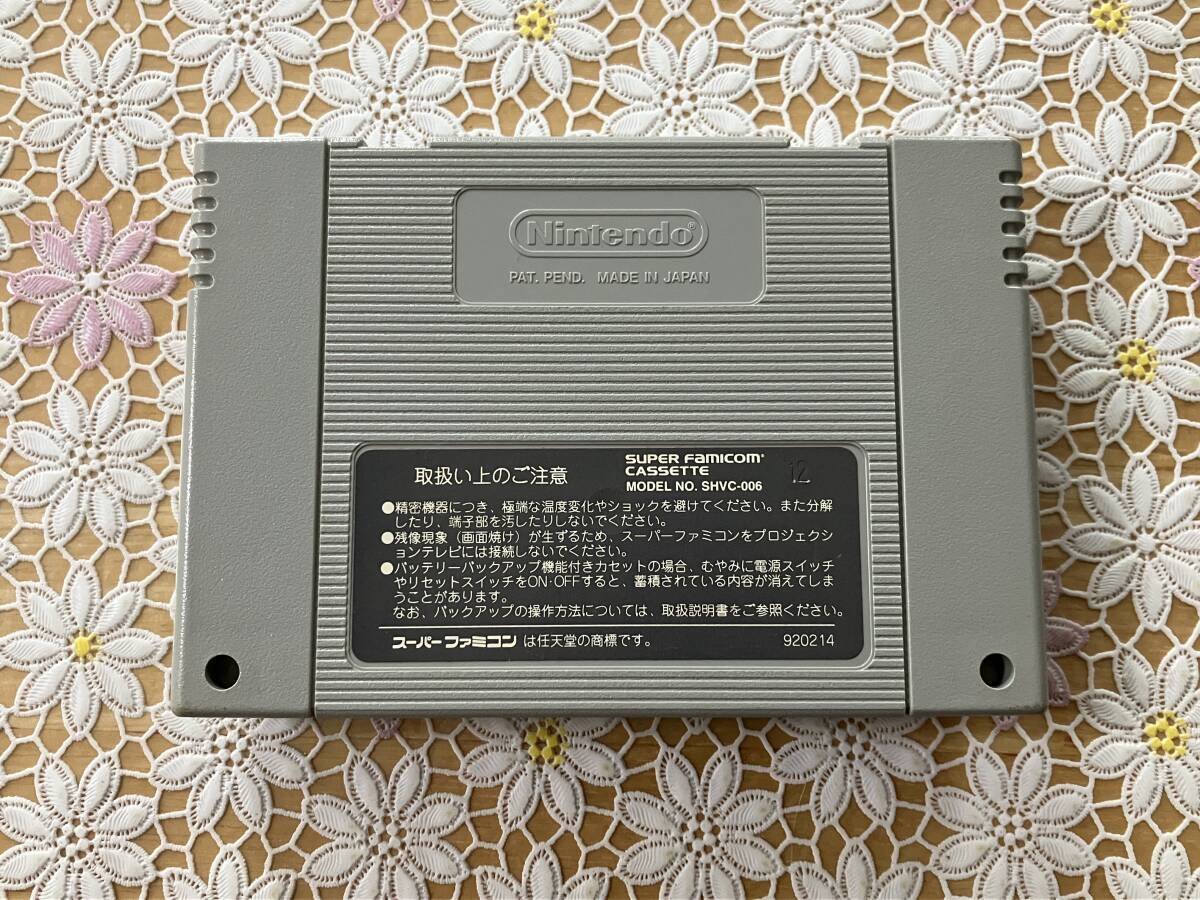 Nintendo®
PAT. PEND. MADE IN JAPAN
取扱い上のご注意
SUPER FAMICOM®
CASSETTE
MODEL NO. SHVC-006
12
●精密機器につき、極端な温度変化やショックを避けてください。また分解
したり、端子部を汚したりしないでください。
●残像現象（画面焼け）が生ずるため、スーパーファミコンをプロジェクシ
ョンテレビには接続しないでください。
●バッテリーバックアップ機能付きカセットの場合、むやみに電源スイッチ
やリセットスイッチをON・OFFすると、蓄積されている内容が消えてしま
うことがあります。
なお、バックアップの操作方法については、取扱説明書をご参照ください。
スーパーファミコン は任天堂の商標です。
920214